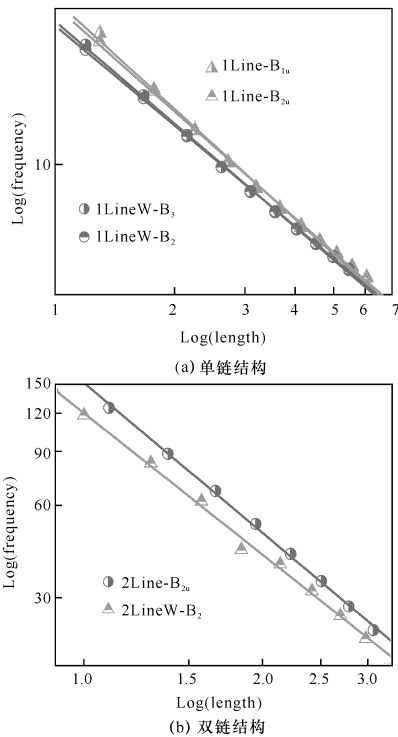 1Line-B1u
1Line-B2u
10
1LineW-B3
1LineW-B2
Log(frequency)
1 2 3 4 5 6 7
Log(length)
(a) 单链结构
150
120
90
60
30
2Line-B2u
2LineW-B2
Log(frequency)
1.0 1.5 2.0 2.5 3.0
Log(length)
(b) 双链结构